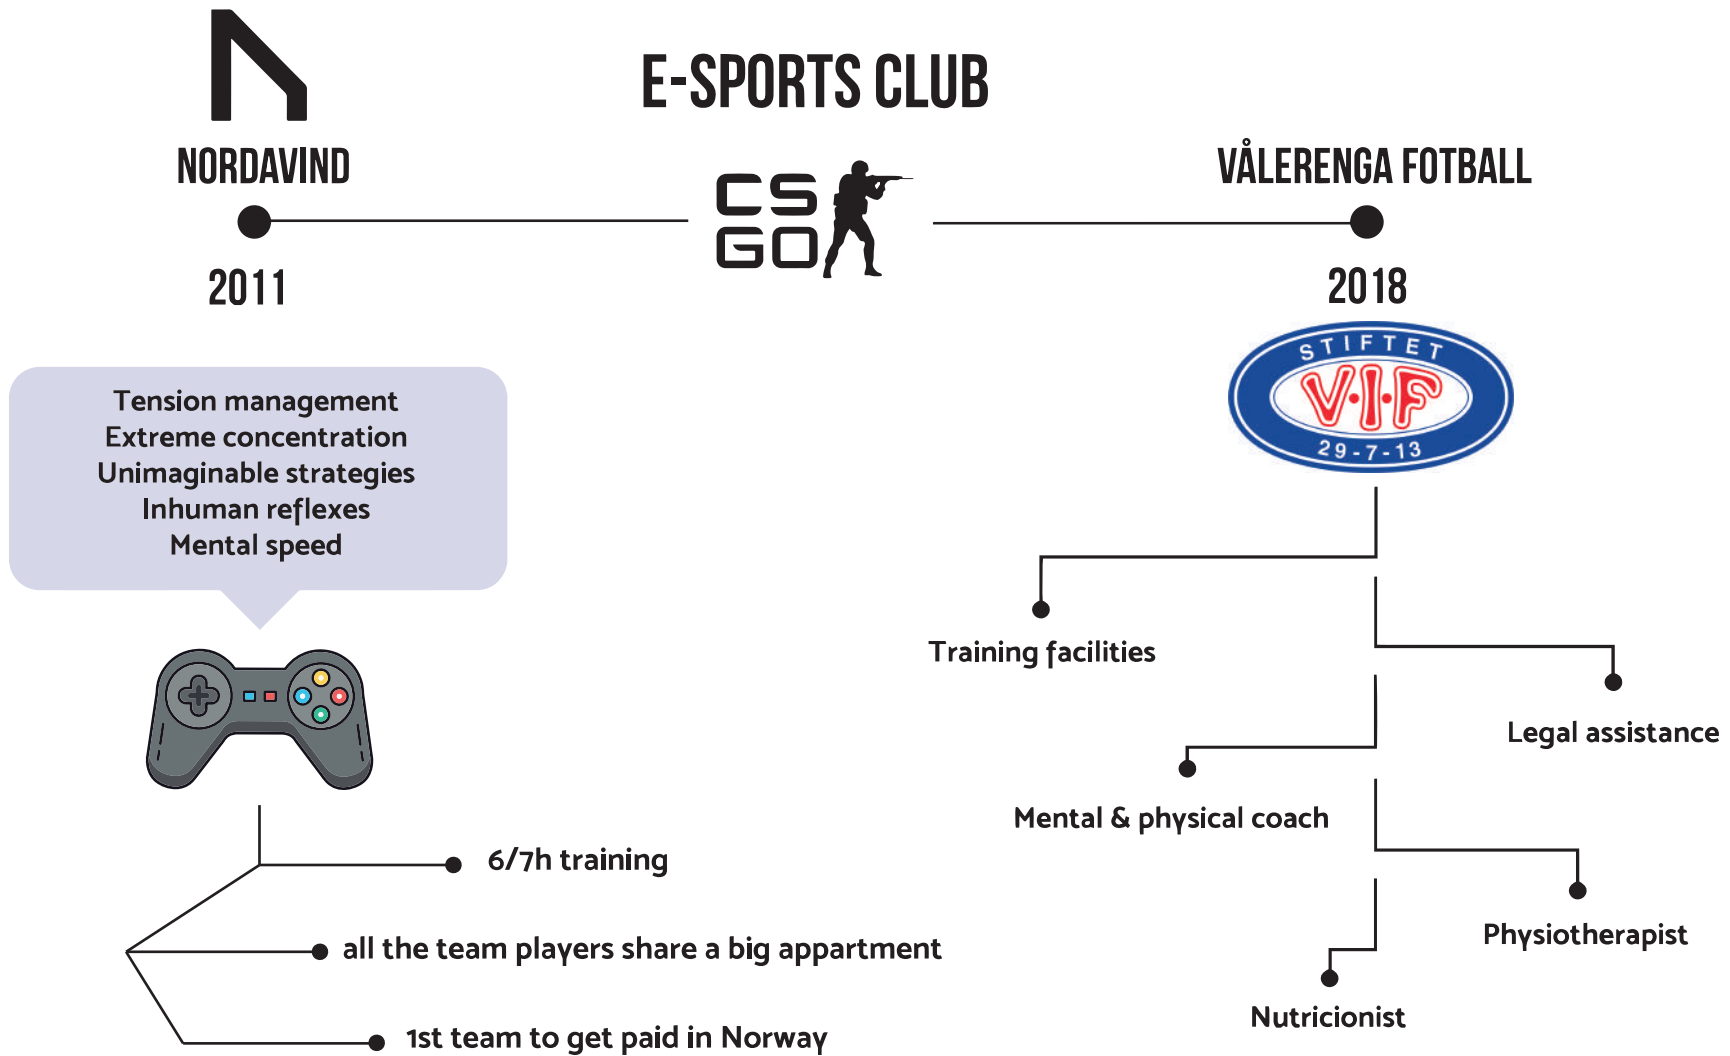 E-SPORTS CLUB
NORDAVIND
2011
CS
GO
VÅLERENGA FOTBALL
2018
STIFTET
V·I·F
29-7-13
Tension management
Extreme concentration
Unimaginable strategies
Inhuman reflexes
Mental speed
6/7h training
all the team players share a big appartment
1st team to get paid in Norway
Training facilities
Legal assistance
Mental & physical coach
Physiotherapist
Nutricionist